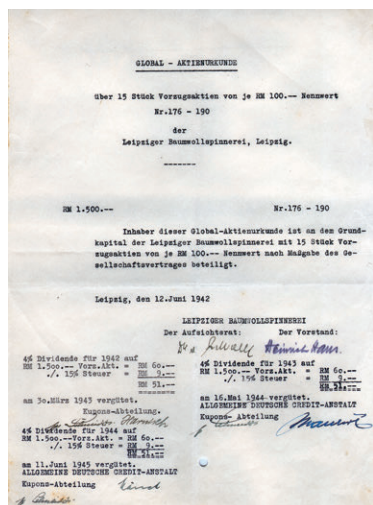 GLOBAL - AKTIENURKUNDE
über 15 Stück Vorzugsaktien von je RM 100.-- Nennwert
Nr.176 - 190
der
Leipziger Baumwollspinnerei, Leipzig.
RM 1.500.-- Nr.176 - 190
Inhaber dieser Global-Aktienurkunde ist an dem Grund-
kapital der Leipziger Baumwollspinnerei mit 15 Stück Vor-
zugsaktien von je RM 100.-- Nennwert nach Maßgabe des Ge-
sellschaftsvertrages beteiligt.
Leipzig, den 12.Juni 1942
LEIPZIGER BAUMWOLLSPINNEREI
Der Aufsichtsrat: Der Vorstand:
4% Dividende für 1942 auf
RM 1.500.-- Vorz.Akt. = RM 60.--
./. 15% Steuer = RM 9.--
RM 51.--
am 30.März 1943 vergütet.
Kupons-Abteilung.
4% Dividende für 1943 auf
RM 1.500.-- Vorz.Akt. = RM 60.--
./. 15% Steuer = RM 9.--
RM 51.--
am 16.Mai 1944 vergütet.
ALLGEMEINE DEUTSCHE CREDIT-ANSTALT
Kupons- Abteilung
4% Dividende für 1944 auf
RM 1.500.--Vorz.Akt. = RM 60.--
./. 15% Steuer = RM 9.--
RM 51.--
am 11.Juni 1945 vergütet.
ALLGEMEINE DEUTSCHE CREDIT-ANSTALT
Kupons-Abteilung